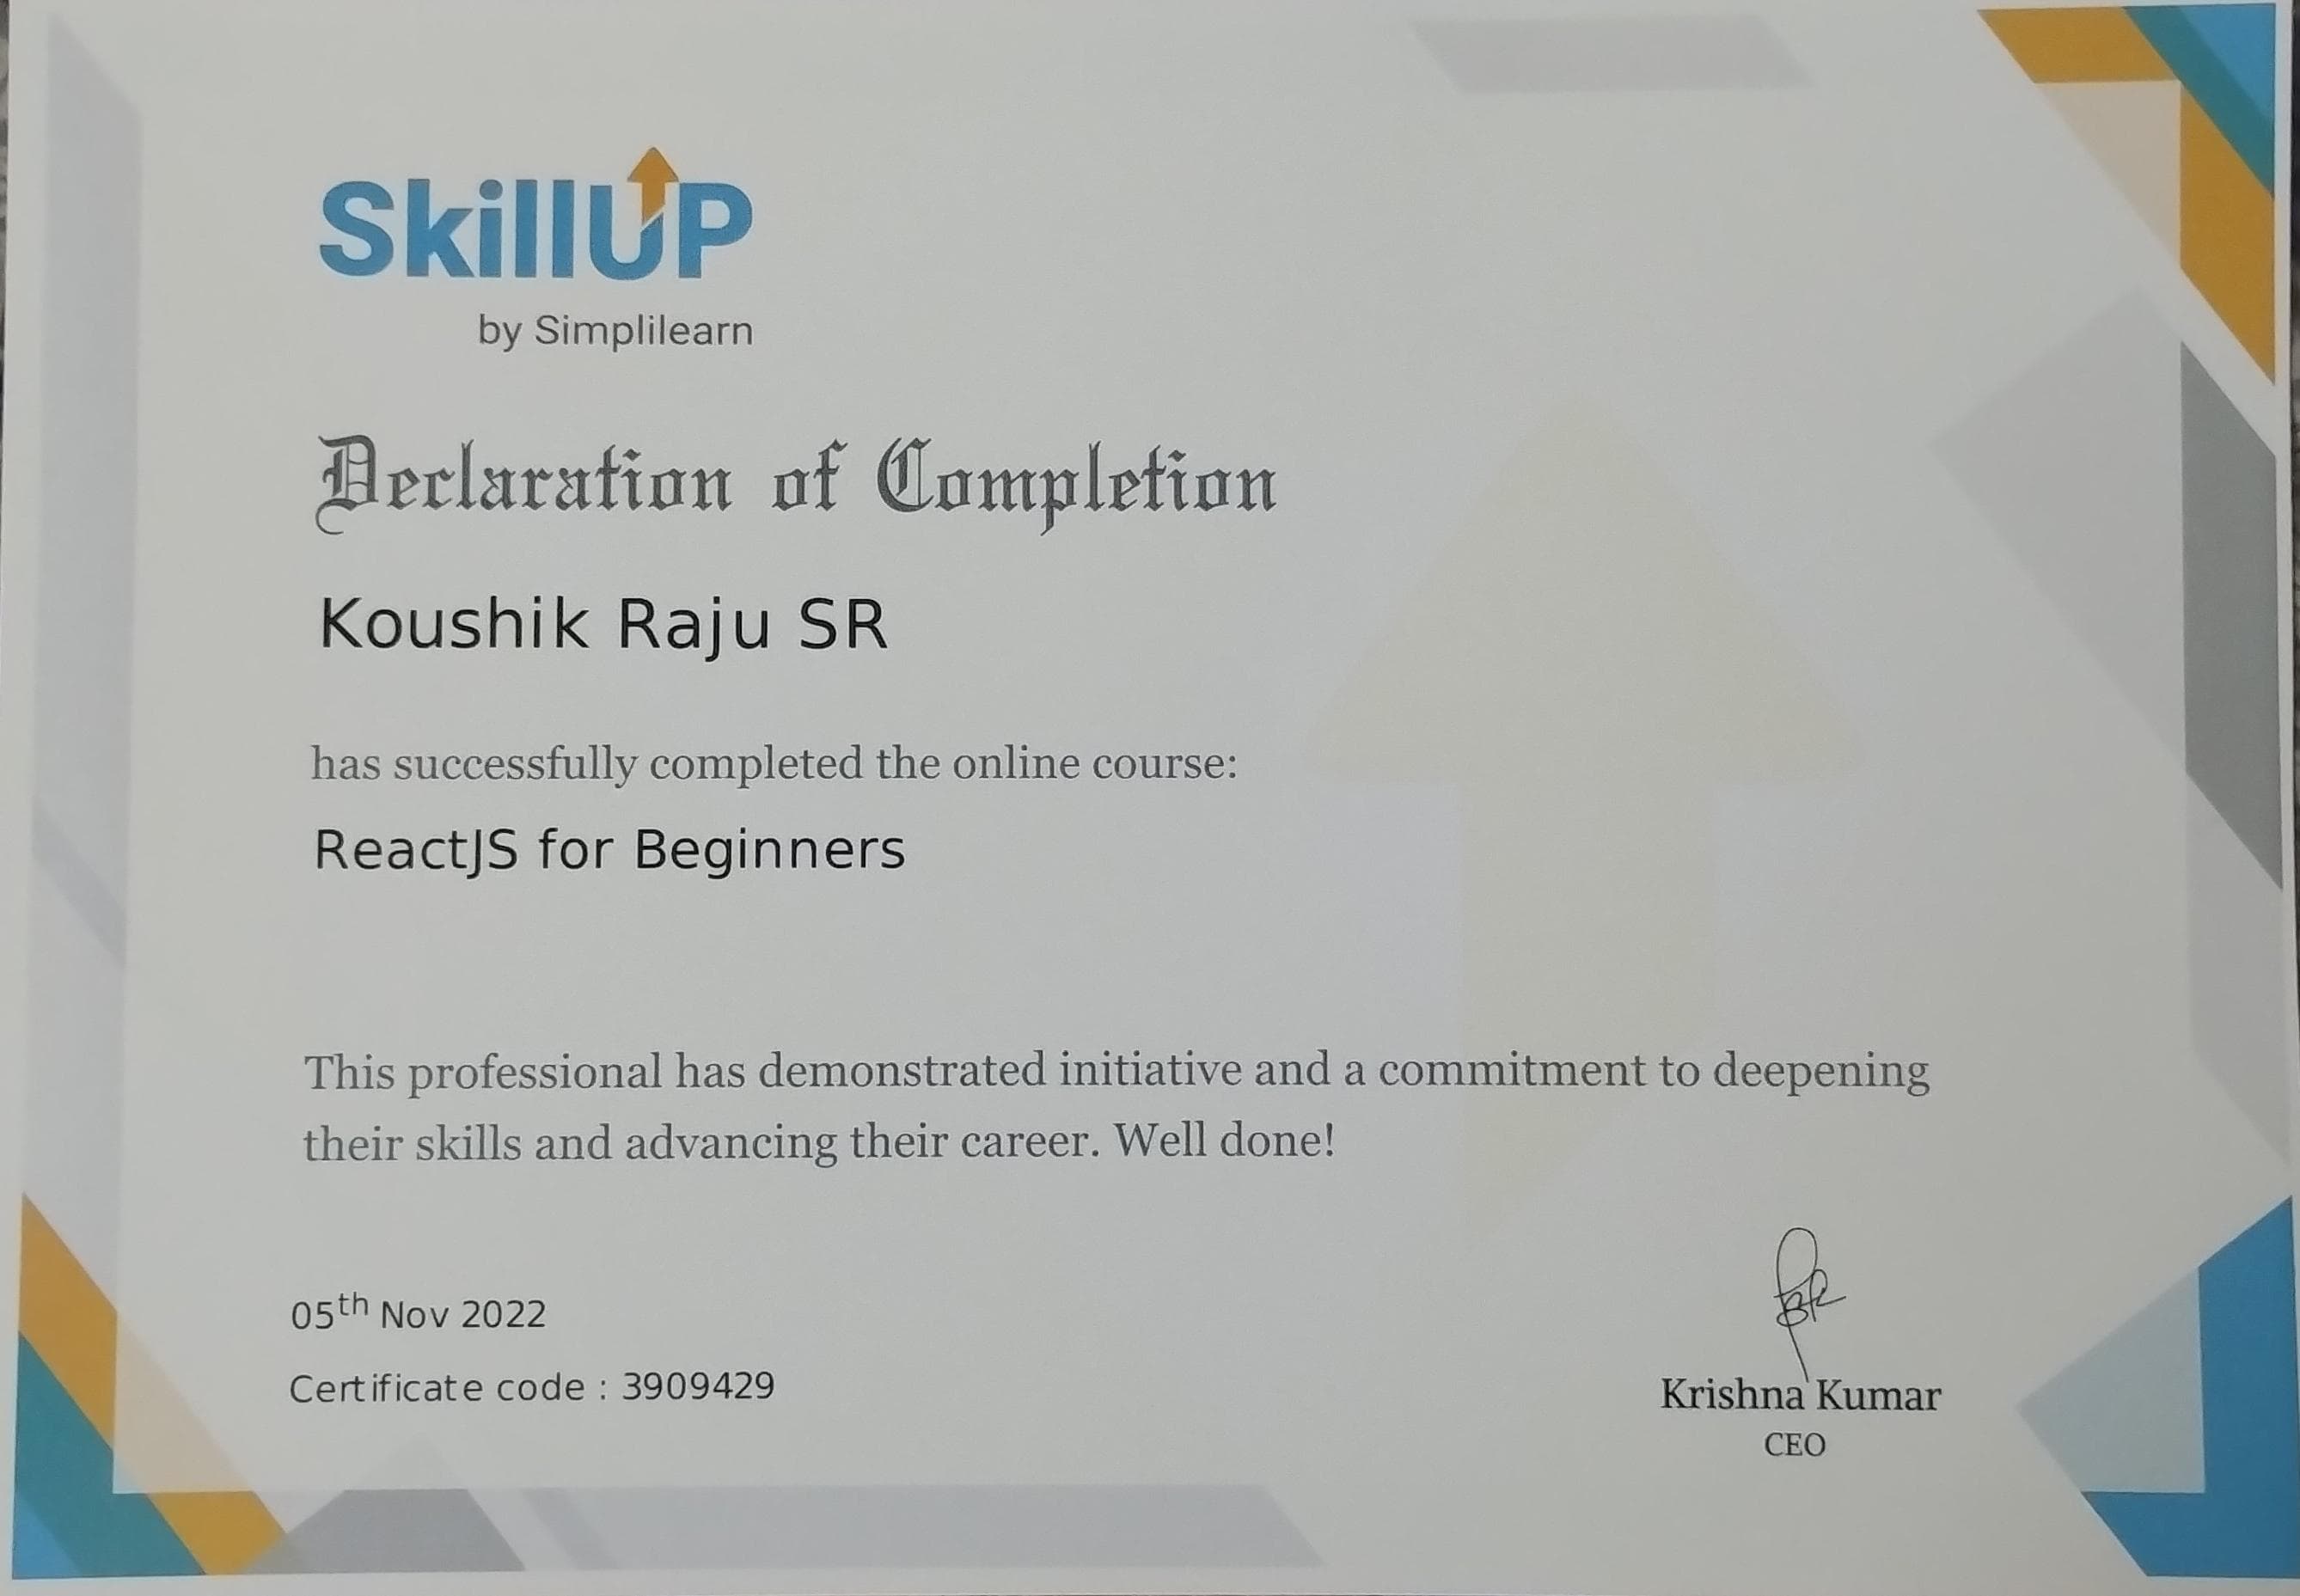 SkillUP
by Simplilearn
Declaration of Completion
Koushik Raju SR
has successfully completed the online course:
ReactJS for Beginners
This professional has demonstrated initiative and a commitment to deepening
their skills and advancing their career. Well done!
05th Nov 2022
Certificate code : 3909429
Krishna Kumar
CEO